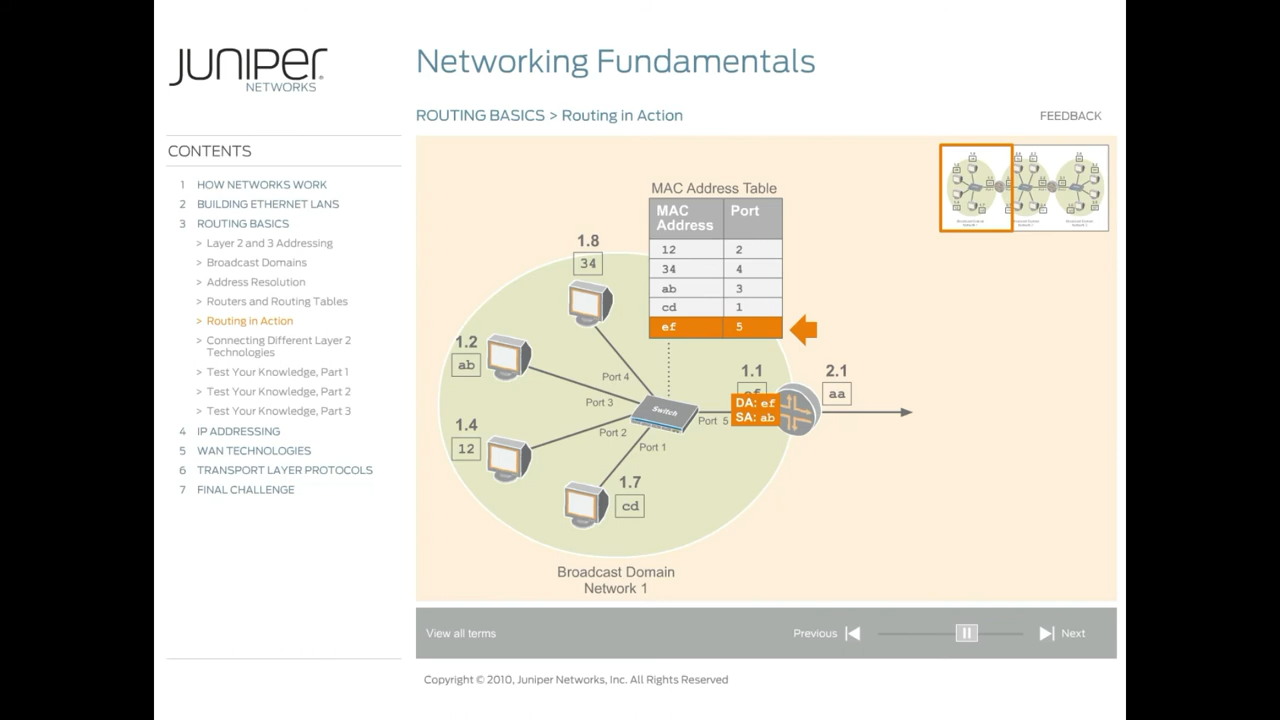 JUNIPER
NETWORKS
Networking Fundamentals
ROUTING BASICS > Routing in Action
FEEDBACK
CONTENTS
1 HOW NETWORKS WORK
2 BUILDING ETHERNET LANS
3 ROUTING BASICS
> Layer 2 and 3 Addressing
> Broadcast Domains
> Address Resolution
> Routers and Routing Tables
> Routing in Action
> Connecting Different Layer 2
Technologies
> Test Your Knowledge, Part 1
> Test Your Knowledge, Part 2
> Test Your Knowledge, Part 3
4 IP ADDRESSING
5 WAN TECHNOLOGIES
6 TRANSPORT LAYER PROTOCOLS
7 FINAL CHALLENGE
MAC Address Table
MAC Address Port
12 2
34 4
ab 3
cd 1
ef 5
1.8
34
1.2
ab
1.4
12
1.7
cd
Port 4
Port 3
Port 2
Port 1
Switch
Port 5
1.1
DA: ef
SA: ab
2.1
aa
Broadcast Domain
Network 1
View all terms
Previous
Next
Copyright © 2010, Juniper Networks, Inc. All Rights Reserved